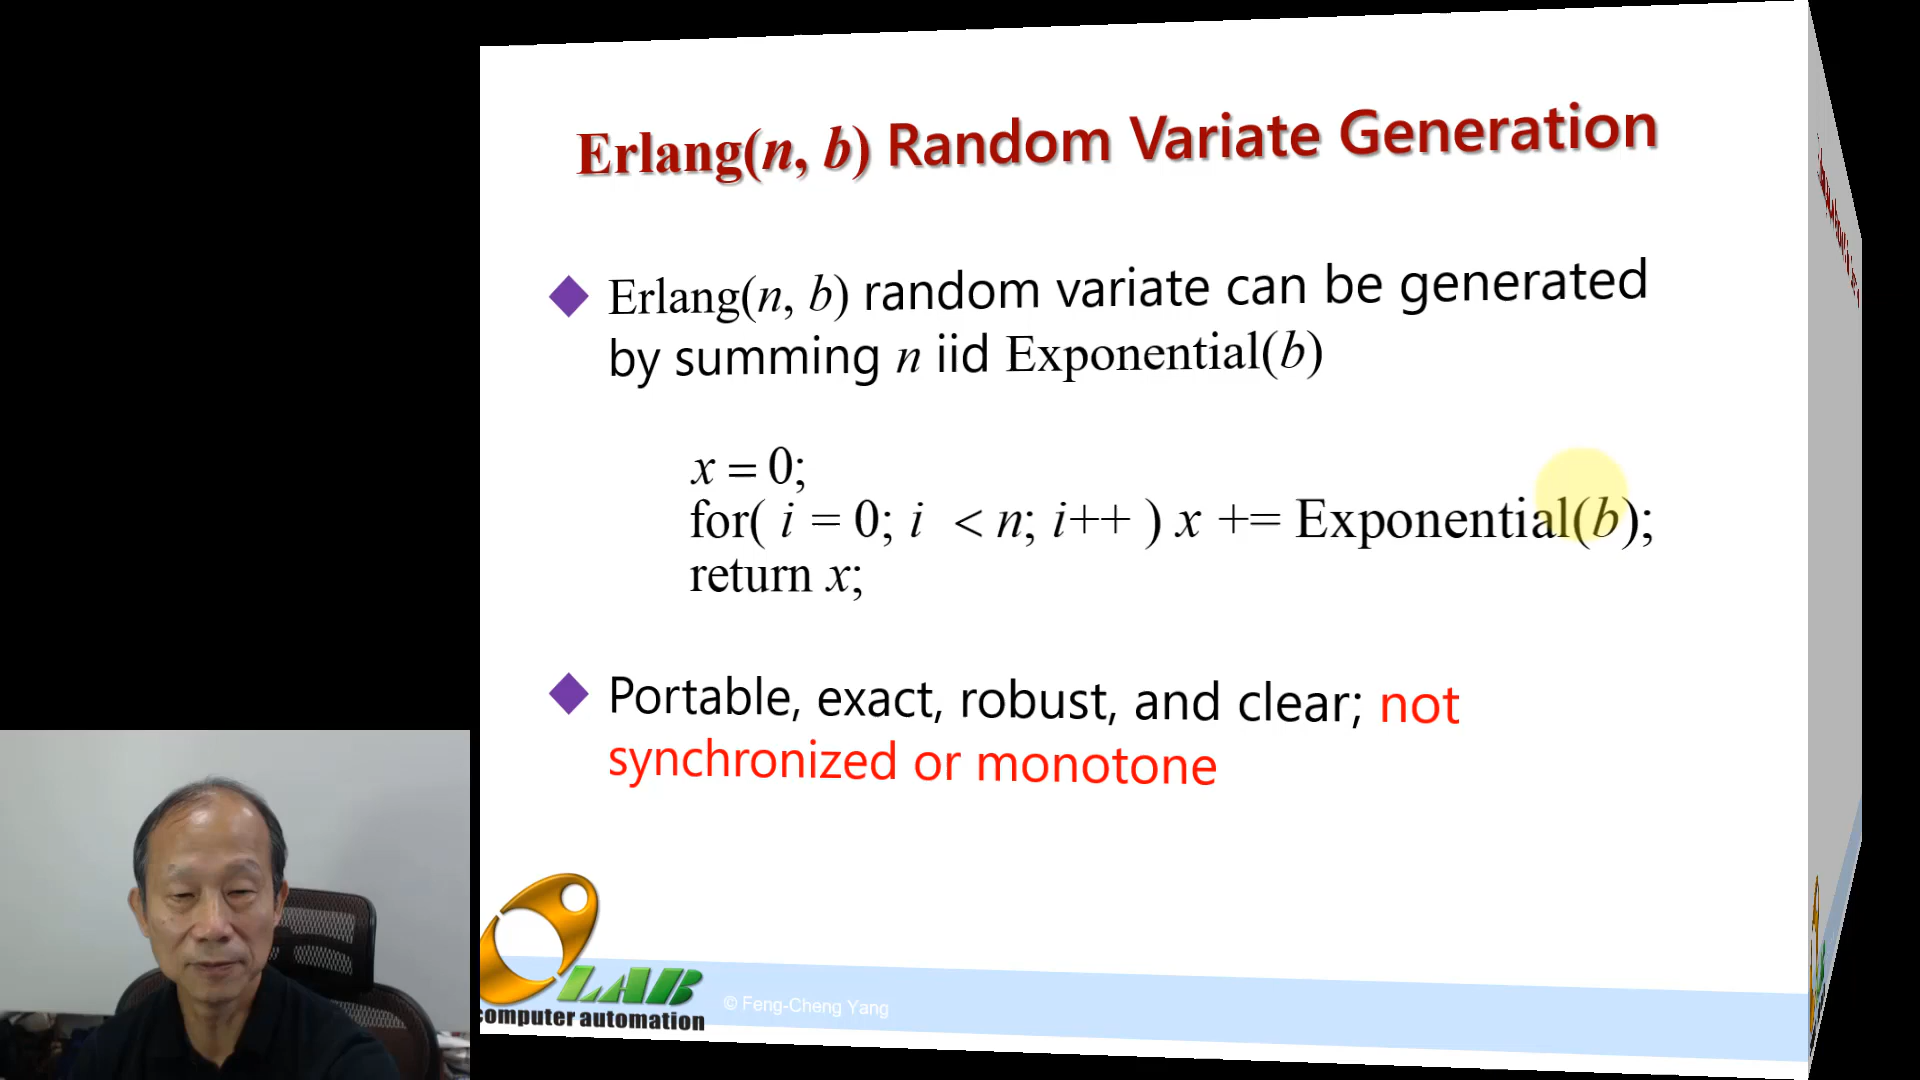 Erlang(n, b) Random Variate Generation
Erlang(n, b) random variate can be generated
by summing n iid Exponential(b)
x = 0;
for( i = 0; i < n; i++ ) x += Exponential(b);
return x;
Portable, exact, robust, and clear; not
synchronized or monotone
LAB
computer automation
© Feng-Cheng Yang